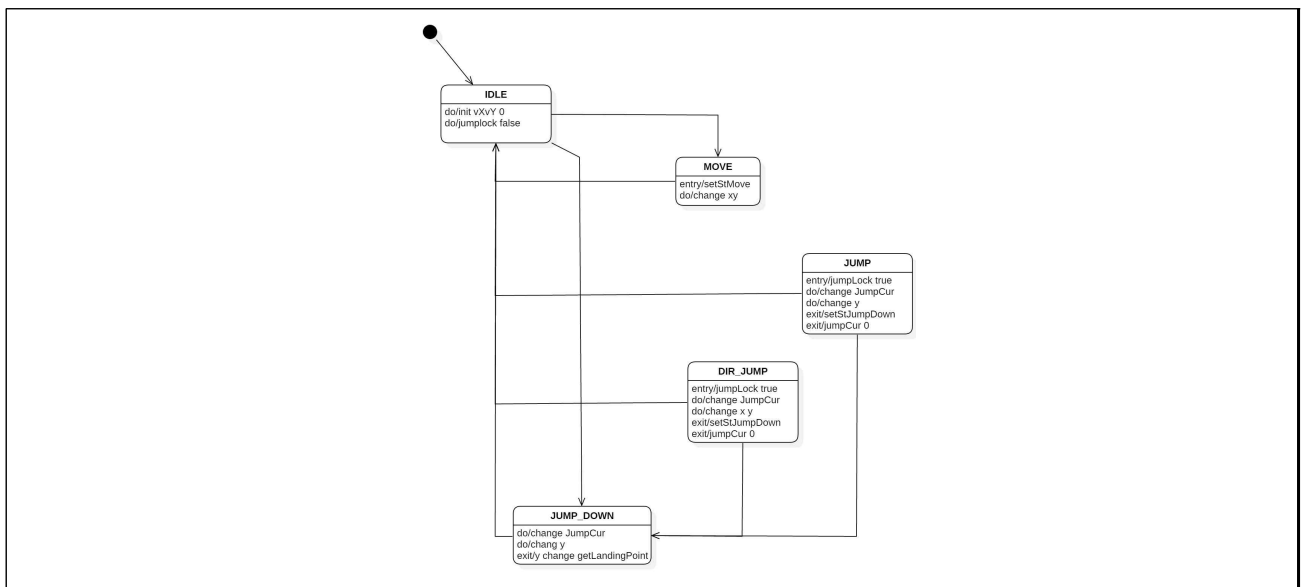 IDLE
do/init vXvY 0
do/jumplock false
MOVE
entry/setStMove
do/change xy
JUMP
entry/jumpLock true
do/change JumpCur
do/change y
exit/setStJumpDown
exit/jumpCur 0
DIR_JUMP
entry/jumpLock true
do/change JumpCur
do/change x y
exit/setStJumpDown
exit/jumpCur 0
JUMP_DOWN
do/change JumpCur
do/chang y
exit/y change getLandingPoint